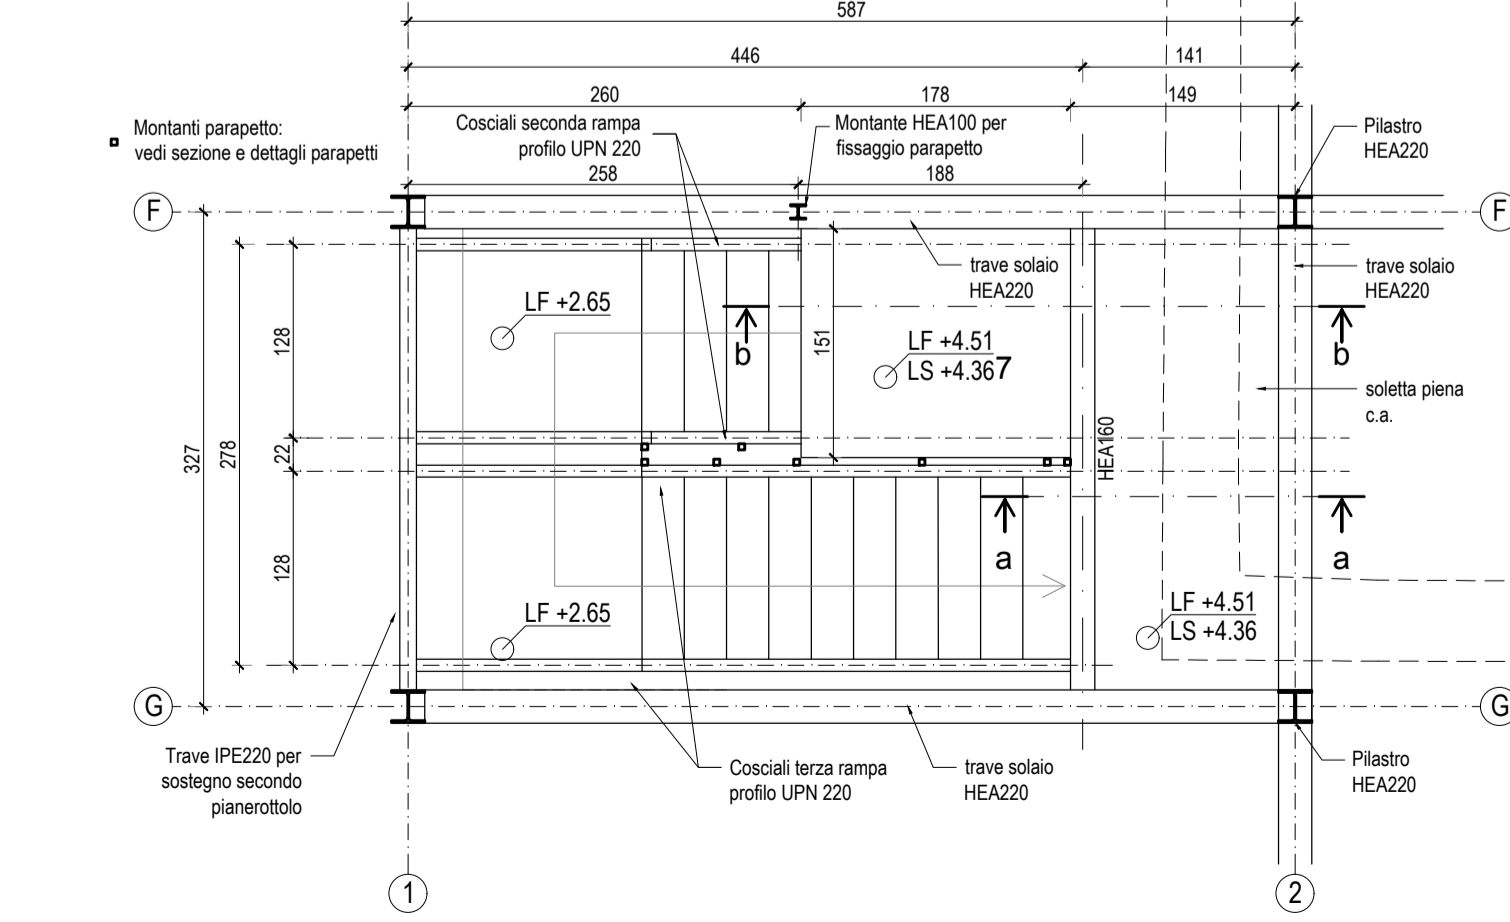 587
446
141
260
178
149
Montanti parapetto:
vedi sezione e dettagli parapetti
Cosciali seconda rampa
profilo UPN 220
Montante HEA100 per
fissaggio parapetto
Pilastro
HEA220
258
188
F
F
trave solaio
HEA220
trave solaio
HEA220
LF +2.65
128
151
b
LF +4.51
LS +4.367
b
soletta piena
c.a.
327
278
22
HEA160
128
a
a
LF +2.65
LF +4.51
LS +4.36
G
G
Trave IPE220 per
sostegno secondo
pianerottolo
Cosciali terza rampa
profilo UPN 220
trave solaio
HEA220
Pilastro
HEA220
1
2